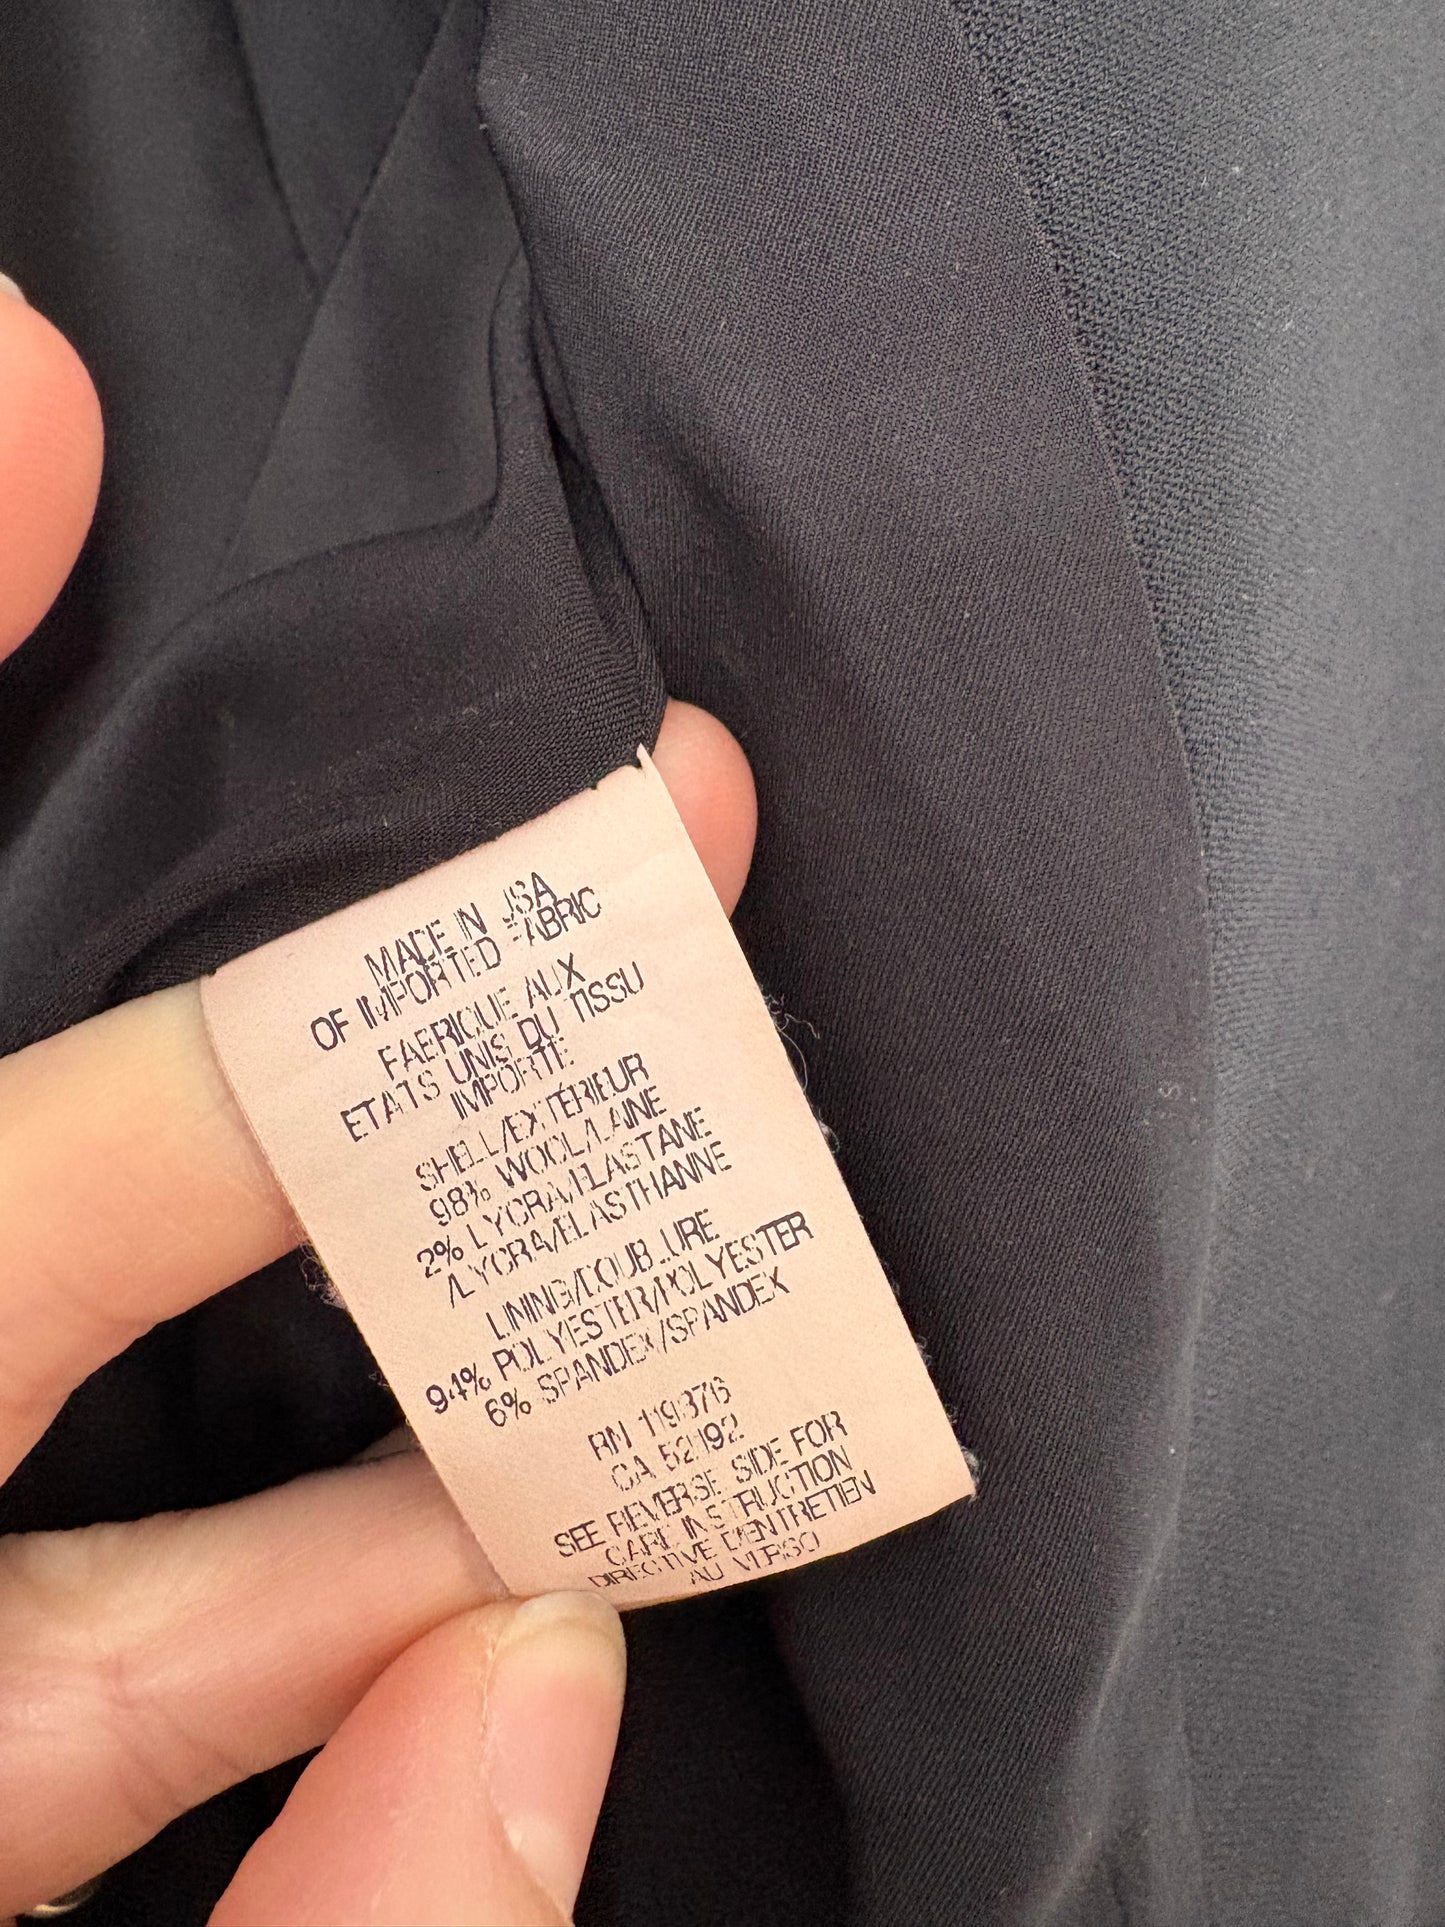 MADE IN USA
OF IMPORTED FABRIC
FABRIQUE AUX
ETATS UNIS DU TISSU
IMPORTE
SHELL/EXTÉRIEUR
98% WOOL/LAINE
2% LYCRA/ELASTANE
/LYCRA/ELASTHANNE
LINING/DOUBLURE
94% POLYESTER/POLYESTER
6% SPANDEX/SPANDEX
RN 119376
CA 52192
SEE REVERSE SIDE FOR
CARE INSTRUCTION
DIRECTIVE D'ENTRETIEN
AU VERSO